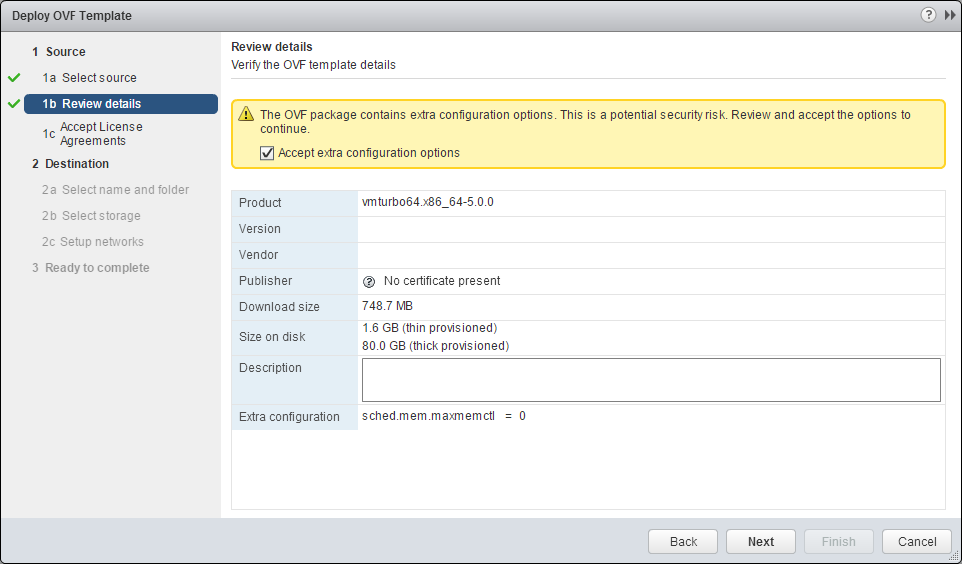 Deploy OVF Template
1 Source
1a Select source
1b Review details
1c Accept License
Agreements
2 Destination
2a Select name and folder
2b Select storage
2c Setup networks
3 Ready to complete
Review details
Verify the OVF template details
The OVF package contains extra configuration options. This is a potential security risk. Review and accept the options to
continue.
Accept extra configuration options
Product vmturbo64.x86_64-5.0.0
Version
Vendor
Publisher No certificate present
Download size 748.7 MB
Size on disk 1.6 GB (thin provisioned)
80.0 GB (thick provisioned)
Description
Extra configuration sched.mem.maxmemctl = 0
Back Next Finish Cancel